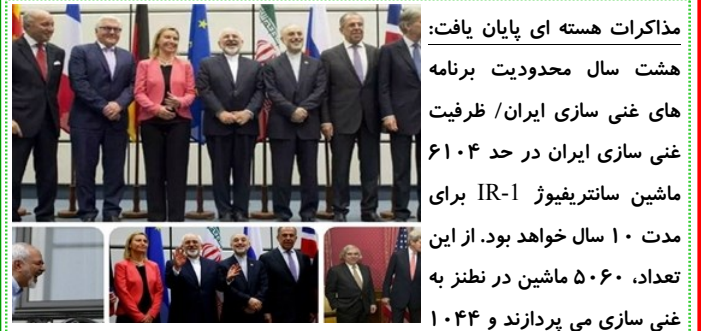 مذاکرات هسته ای پایان یافت:
هشت سال محدودیت برنامه
های غنی سازی ایران/ ظرفیت
غنی سازی ایران در حد ۶۱۰۴
ماشین سانتریفیوژ IR-1 برای
مدت ۱۰ سال خواهد بود. از این
تعداد، ۵۰۶۰ ماشین در نطنز به
غنی سازی می پردازند و ۱۰۴۴